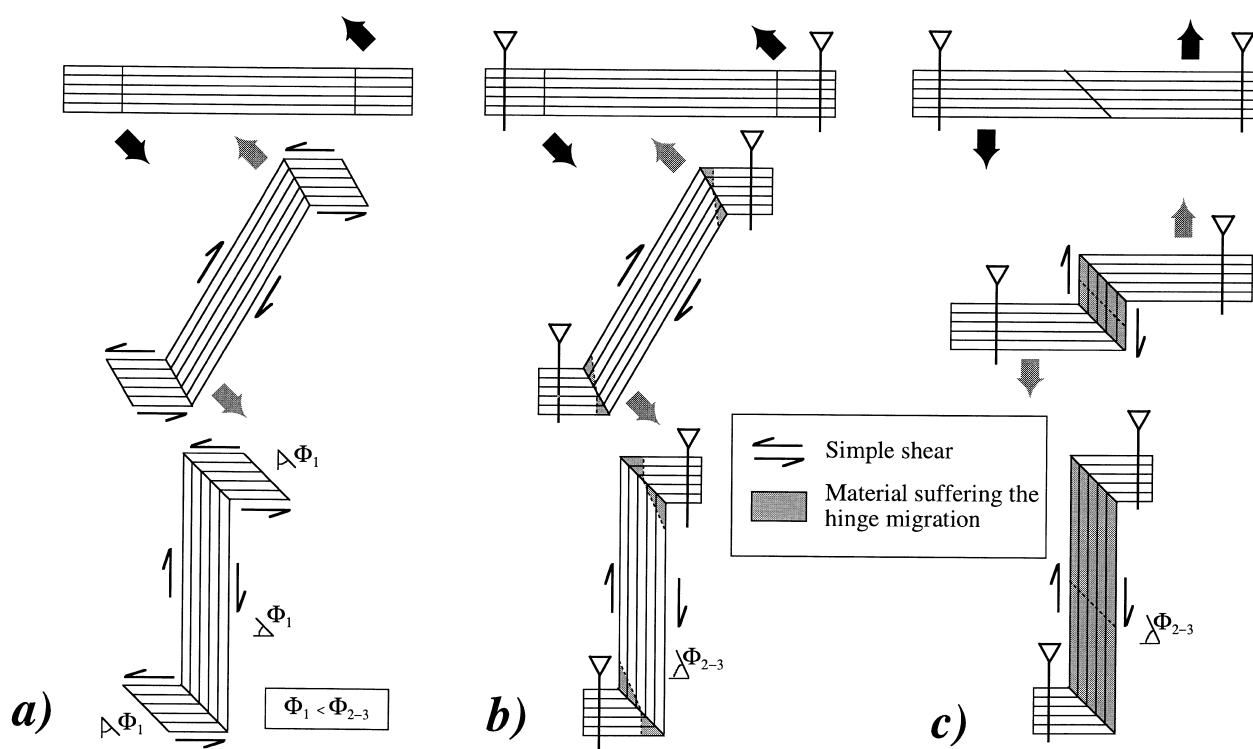 Φ₁
Simple shear
Material suffering the
hinge migration
Φ₁
Φ₂₋₃
Φ₂₋₃
Φ₁
Φ₁ < Φ₂₋₃
a)
b)
c)